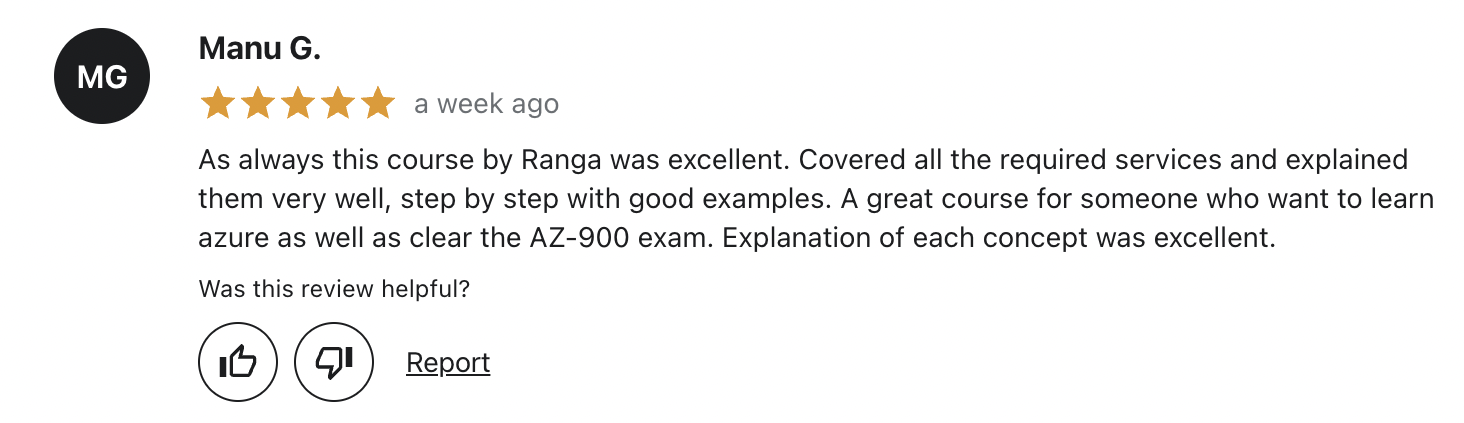 MG
Manu G.
a week ago
As always this course by Ranga was excellent. Covered all the required services and explained
them very well, step by step with good examples. A great course for someone who want to learn
azure as well as clear the AZ-900 exam. Explanation of each concept was excellent.
Was this review helpful?
Report